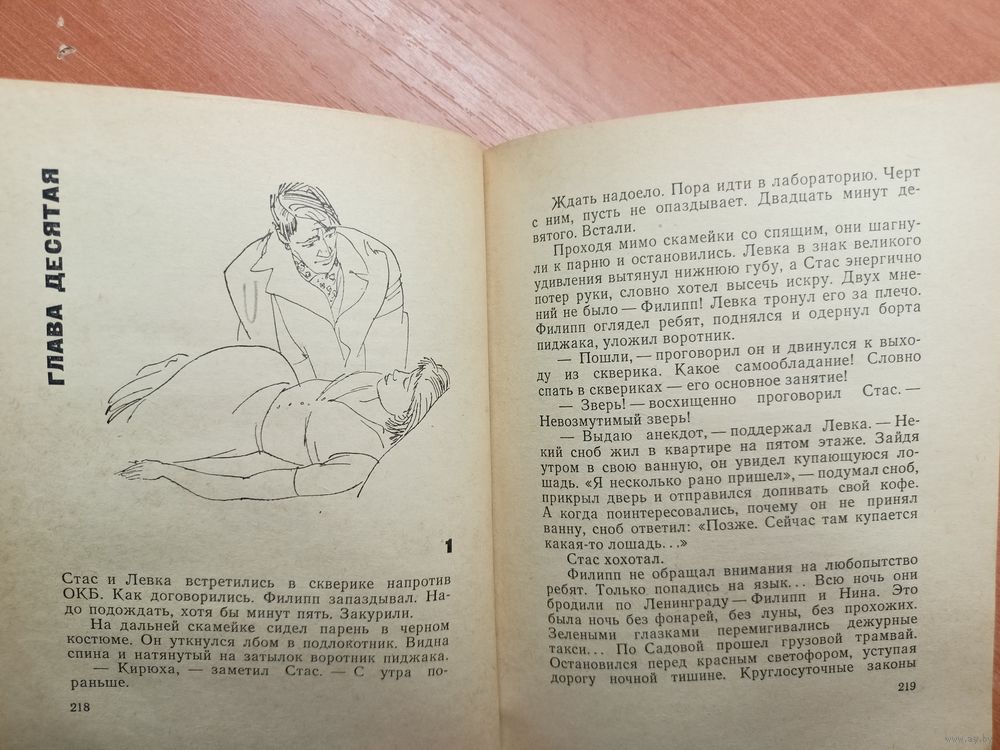 ГЛАВА ДЕСЯТАЯ
1
Стас и Левка встретились в скверике напротив
ОКБ. Как договорились. Филипп запаздывал. На-
до подождать, хотя бы минут пять. Закурили.
На дальней скамейке сидел парень в черном
костюме. Он уткнулся лбом в подлокотник. Видна
спина и натянутый на затылок воротник пиджака.
— Кирюха, — заметил Стас. — С утра по-
раньше.
218
Ждать надоело. Пора идти в лабораторию. Черт
с ним, пусть не опаздывает. Двадцать минут де-
вятого. Встали.
Проходя мимо скамейки со спящим, они шагну-
ли к парню и остановились. Левка в знак великого
удивления вытянул нижнюю губу, а Стас энергично
потер руки, словно хотел высечь искру. Двух мне-
ний не было — Филипп! Левка тронул его за плечо.
Филипп оглядел ребят, поднялся и одернул борта
пиджака, уложил воротник.
— Пошли, — проговорил он и двинулся к выхо-
ду из скверика. Какое самообладание! Словно
спать в сквериках — его основное занятие!
— Зверь! — восхищенно проговорил Стас. —
Невозмутимый зверь!
— Выдаю анекдот, — поддержал Левка. — Не-
кий сноб жил в квартире на пятом этаже. Зайдя
утром в свою ванную, он увидел купающуюся ло-
шадь. «Я несколько рано пришел», — подумал сноб,
прикрыл дверь и отправился допивать свой кофе.
А когда поинтересовались, почему он не принял
ванну, сноб ответил: «Позже. Сейчас там купается
какая-то лошадь...»
Стас хохотал.
Филипп не обращал внимания на любопытство
ребят. Только попадись на язык... Всю ночь они
бродили по Ленинграду — Филипп и Нина. Это
была ночь без фонарей, без луны, без прохожих.
Зелеными глазками перемигивались дежурные
такси... По Садовой прошел грузовой трамвай.
Остановился перед красным светофором, уступая
дорогу ночной тишине. Круглосуточные законы
219
www.ay.by